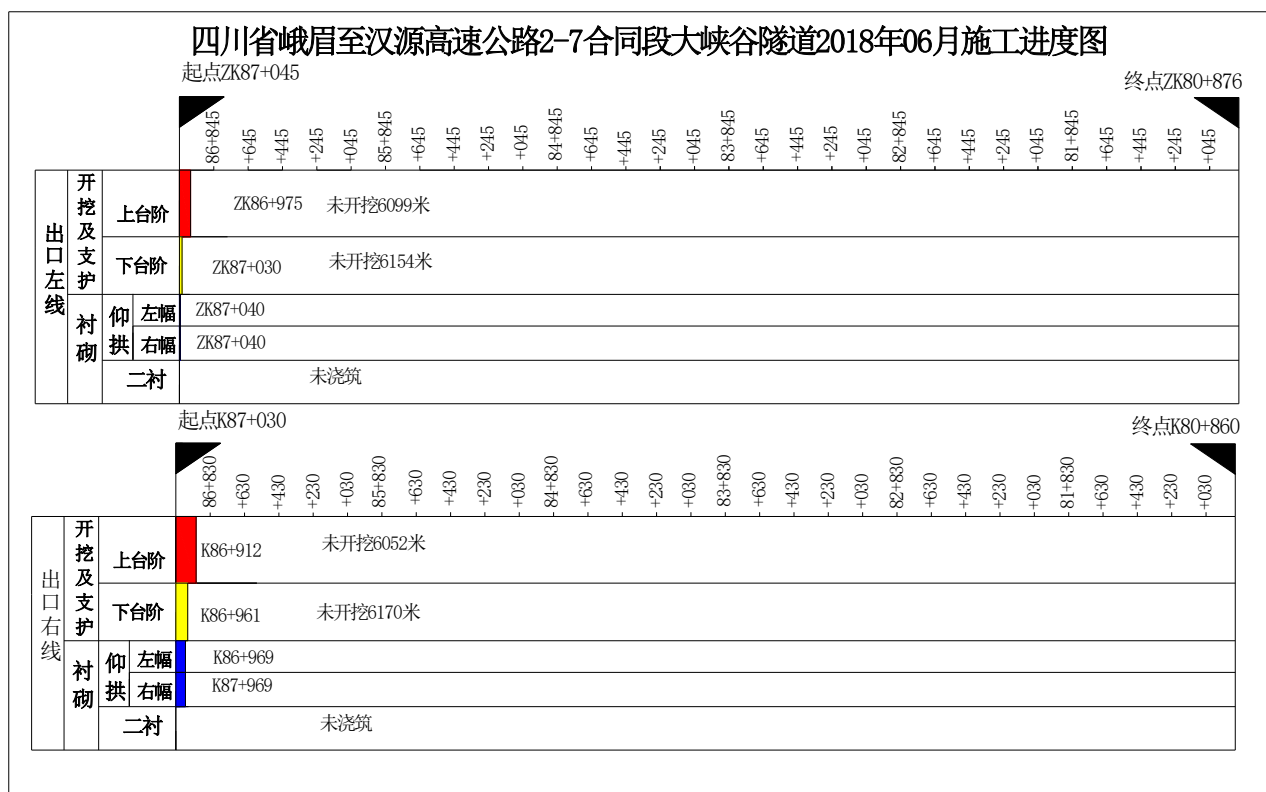 四川省峨眉至汉源高速公路2-7合同段大峡谷隧道2018年06月施工进度图
起点ZK87+045
终点ZK80+876
86+845
+645
+445
+245
+045
85+845
+645
+445
+245
+045
84+845
+645
+445
+245
+045
83+845
+645
+445
+245
+045
82+845
+645
+445
+245
+045
81+845
+645
+445
+245
+045
出口左线
开挖及支护
上台阶
ZK86+975
未开挖6099米
下台阶
ZK87+030
未开挖6154米
衬砌
仰拱
左幅
ZK87+040
右幅
ZK87+040
二衬
未浇筑
起点K87+030
终点K80+860
86+830
+630
+430
+230
+030
85+830
+630
+430
+230
+030
84+830
+630
+430
+230
+030
83+830
+630
+430
+230
+030
82+830
+630
+430
+230
+030
81+830
+630
+430
+230
+030
出口右线
开挖及支护
上台阶
K86+912
未开挖6052米
下台阶
K86+961
未开挖6170米
衬砌
仰拱
左幅
K86+969
右幅
K87+969
二衬
未浇筑